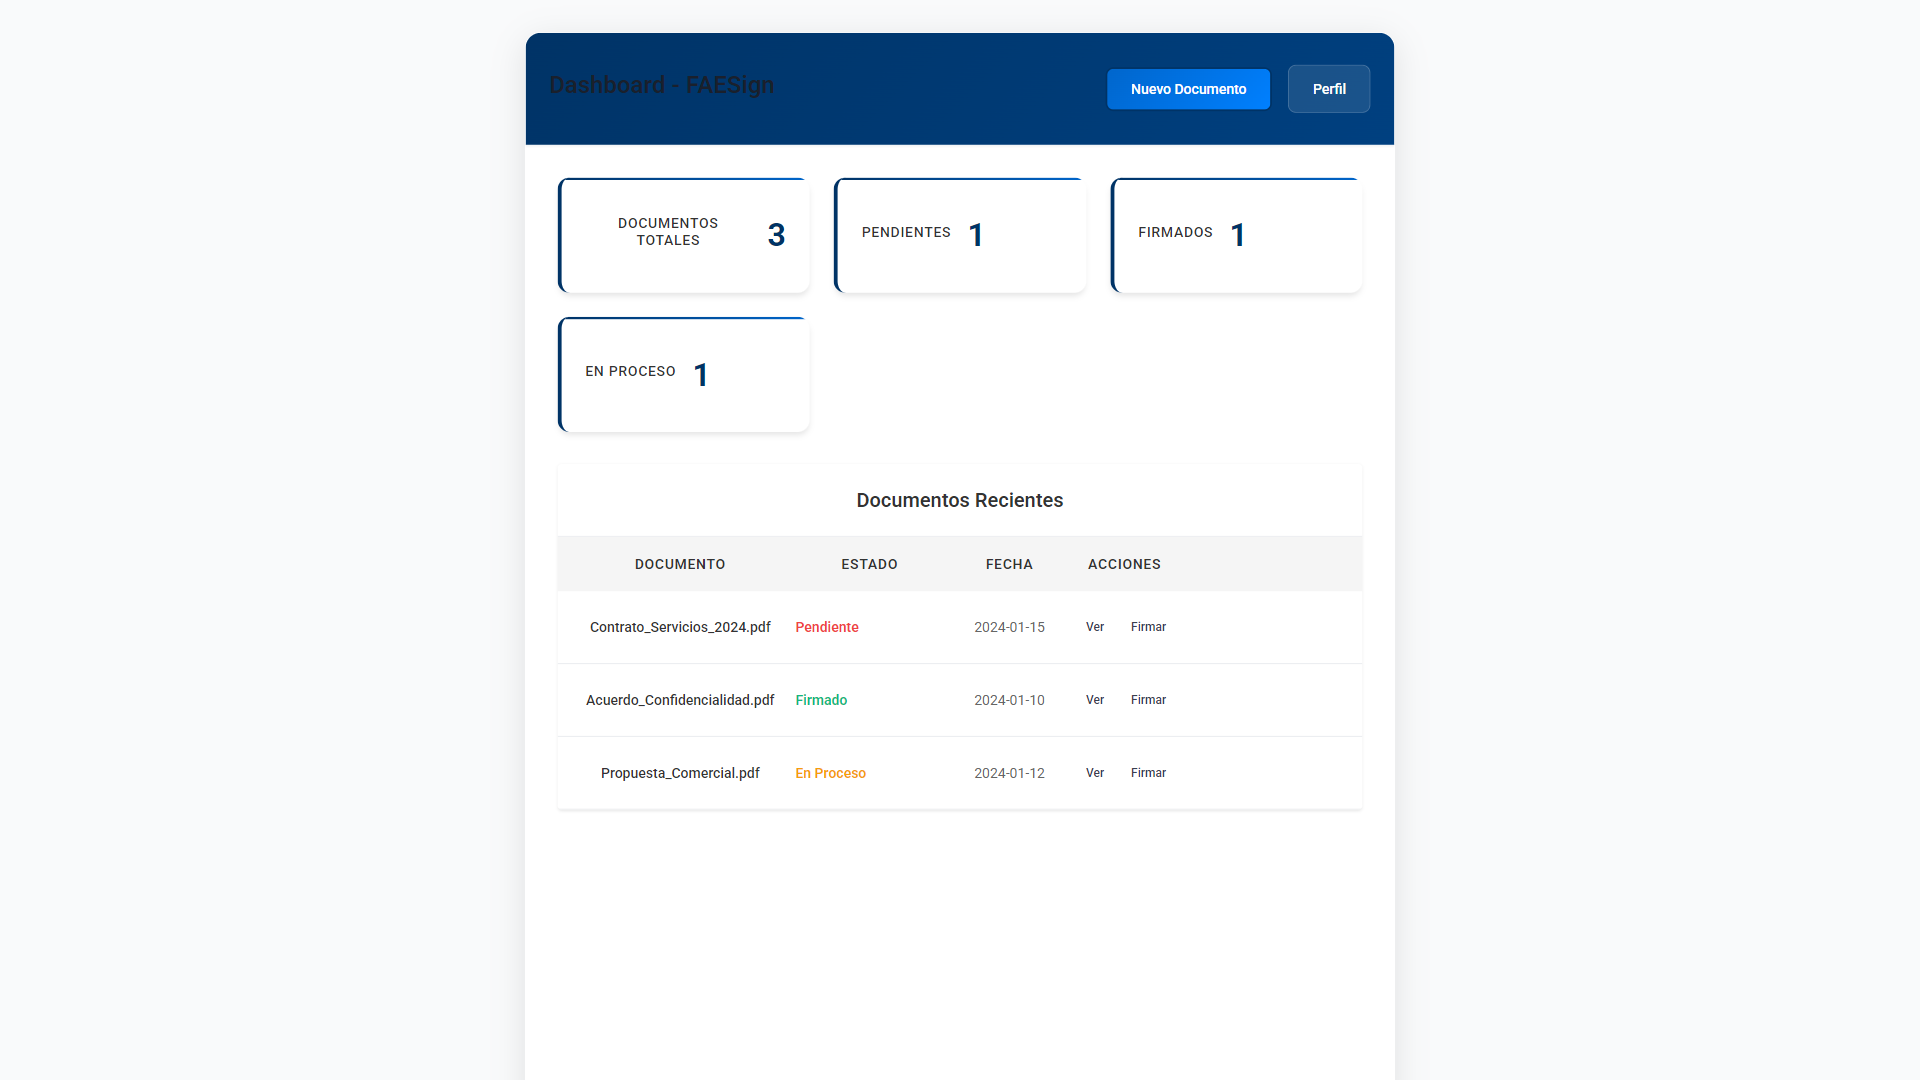 Dashboard - FAESign
Nuevo Documento
Perfil
DOCUMENTOS
TOTALES
3
PENDIENTES
1
FIRMADOS
1
EN PROCESO
1
Documentos Recientes
DOCUMENTO ESTADO FECHA ACCIONES
Contrato_Servicios_2024.pdf Pendiente 2024-01-15 Ver Firmar
Acuerdo_Confidencialidad.pdf Firmado 2024-01-10 Ver Firmar
Propuesta_Comercial.pdf En Proceso 2024-01-12 Ver Firmar